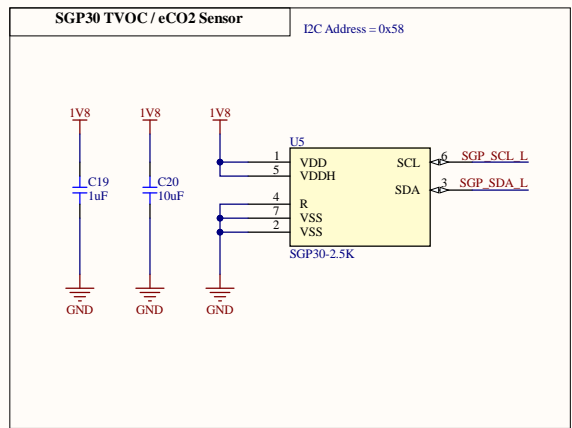 SGP30 TVOC / eCO2 Sensor
I2C Address = 0x58
1V8
1V8
1V8
C19
1uF
C20
10uF
GND
GND
GND
U5
1 VDD
5 VDDH
4 R
7 VSS
2 VSS
SCL 6 SGP_SCL_L
SDA 3 SGP_SDA_L
SGP30-2.5K